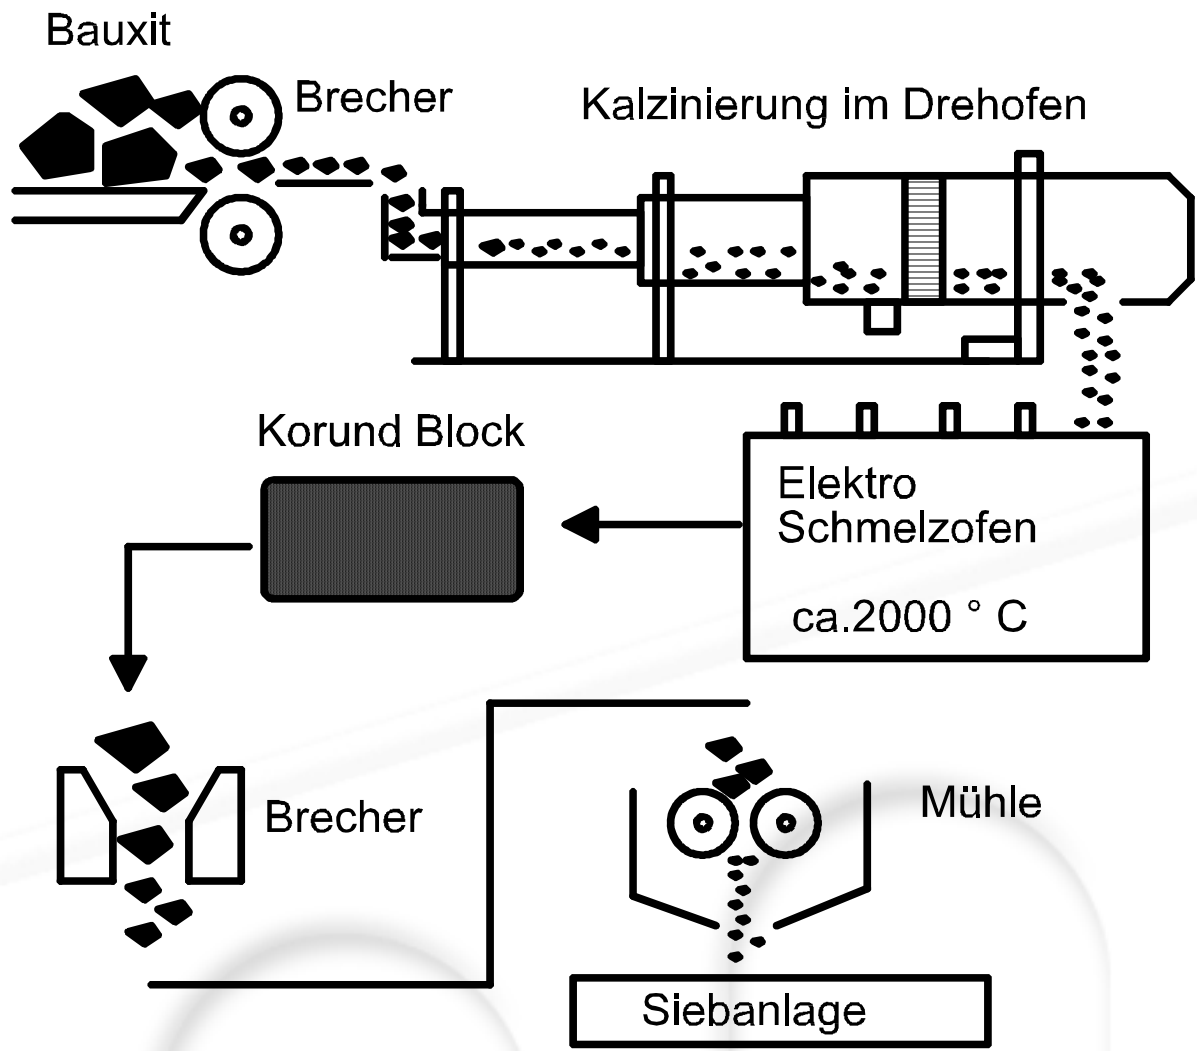 Bauxit
Brecher
Kalzinierung im Drehofen
Korund Block
Elektro
Schmelzofen
ca.2000 ° C
Brecher
Mühle
Siebanlage